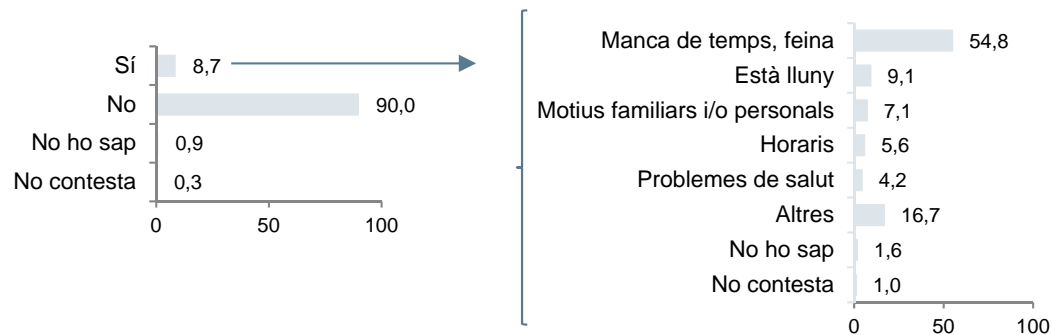 Sí 8,7
No 90,0
No ho sap 0,9
No contesta 0,3
0 50 100
Manca de temps, feina 54,8
Està lluny 9,1
Motius familiars i/o personals 7,1
Horaris 5,6
Problemes de salut 4,2
Altres 16,7
No ho sap 1,6
No contesta 1,0
0 50 100